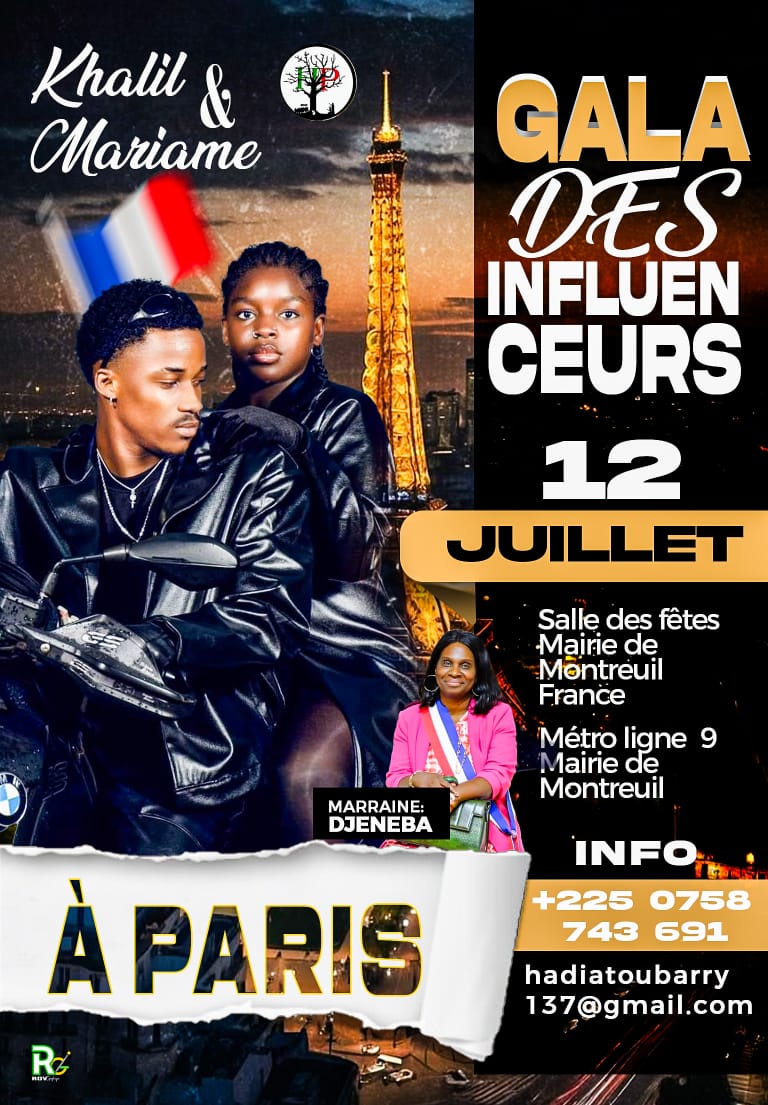 Khalil
&
Mariame
GALA
DES
INFLUEN
CEURS
12
JUILLET
Salle des fêtes
Mairie de
Montreuil
France
Métro ligne 9
Mairie de
Montreuil
MARRAINE:
DJENEBA
INFO
+225 0758
743 691
hadiatoubarry
137@gmail.com
À PARIS
BMW